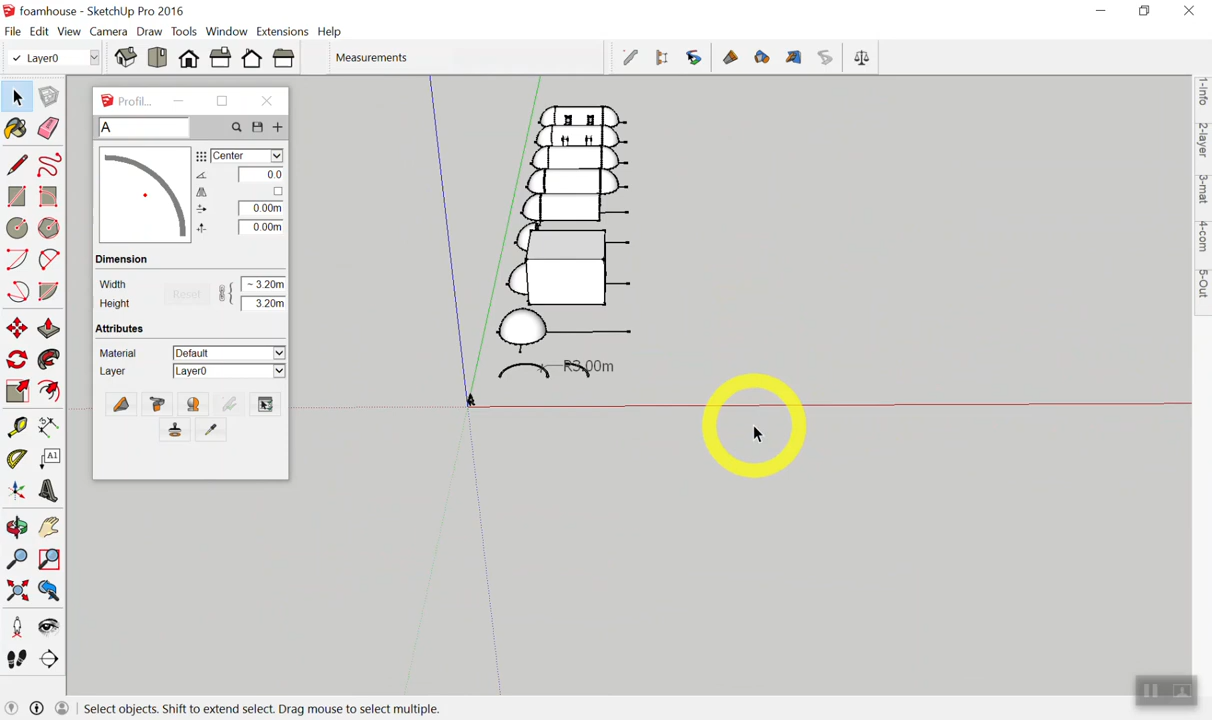 foamhouse - SketchUp Pro 2016
File Edit View Camera Draw Tools Window Extensions Help
Layer0
Measurements
Profil...
A
Center
0.0
0.00m
0.00m
Dimension
Width
Reset
~ 3.20m
Height
3.20m
Attributes
Material
Default
Layer
Layer0
R3.00m
A1
1-Info
2-layer
3-mat
4-com
5-Out
Select objects. Shift to extend select. Drag mouse to select multiple.